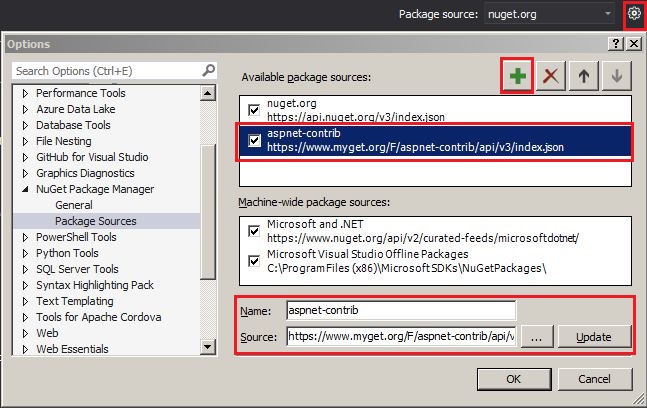 Package source: nuget.org
Options
Search Options (Ctrl+E)
Performance Tools
Azure Data Lake
Database Tools
File Nesting
GitHub for Visual Studio
Graphics Diagnostics
NuGet Package Manager
General
Package Sources
PowerShell Tools
Python Tools
SQL Server Tools
Syntax Highlighting Pack
Text Templating
Tools for Apache Cordova
Web
Web Essentials
Available package sources:
nuget.org
https://api.nuget.org/v3/index.json
aspnet-contrib
https://www.myget.org/F/aspnet-contrib/api/v3/index.json
Machine-wide package sources:
Microsoft and .NET
https://www.nuget.org/api/v2/curated-feeds/microsoftdotnet/
Microsoft Visual Studio Offline Packages
C:\Program Files (x86)\Microsoft SDKs\NuGetPackages\
Name: aspnet-contrib
Source: https://www.myget.org/F/aspnet-contrib/api/v ... Update
OK Cancel